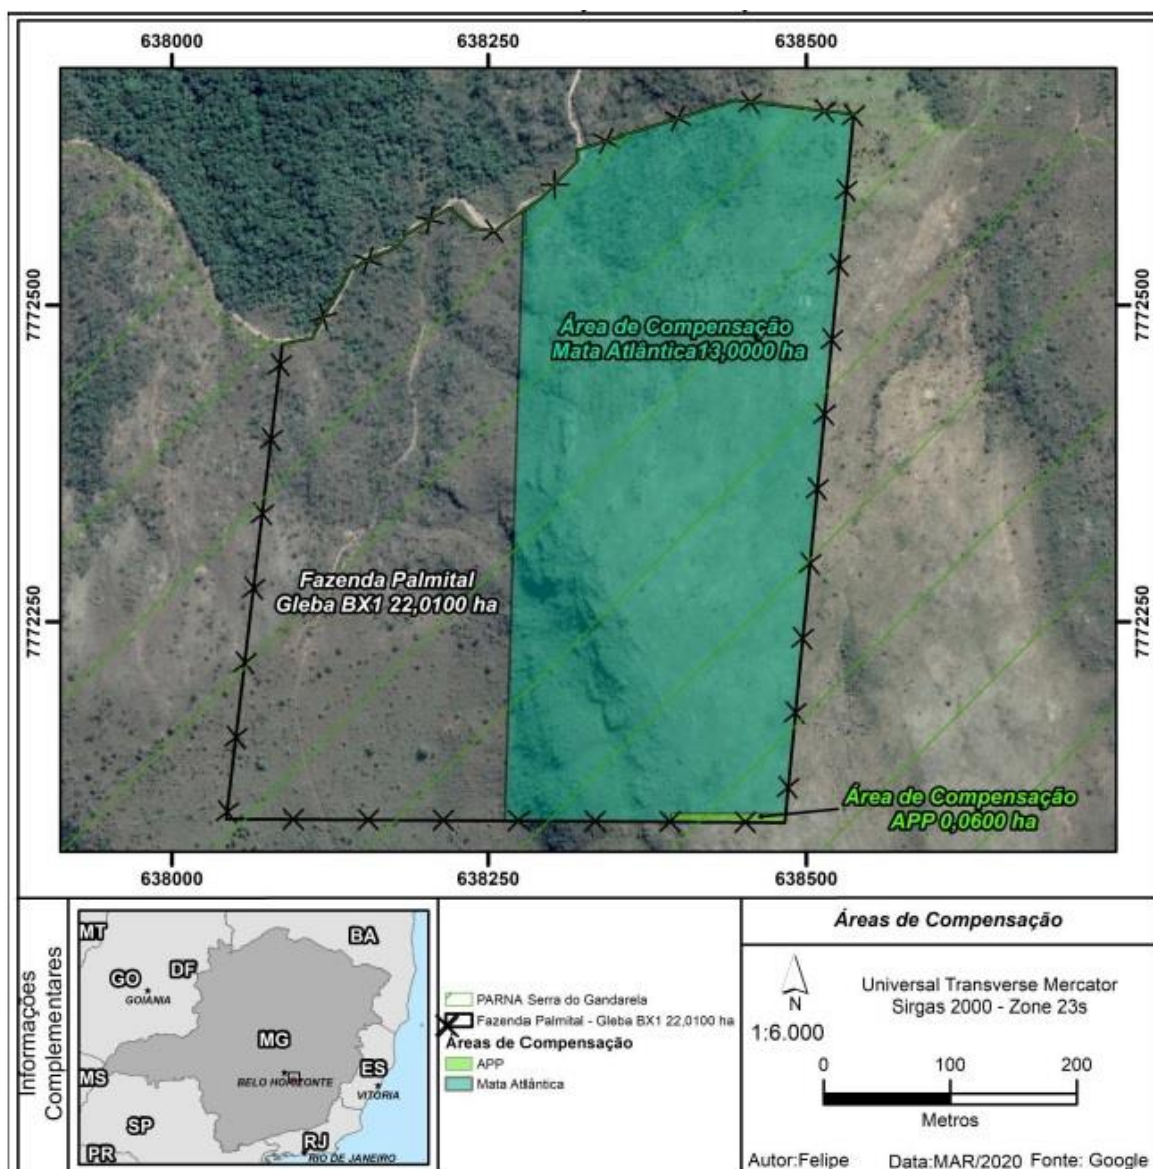 638000
638250
638500
7772500
7772500
Área de Compensação
Mata Atlântica13,0000 ha
Fazenda Palmital
Gleba BX1 22,0100 ha
7772250
7772250
Área de Compensação
APP 0,0600 ha
638000
638250
638500
Informações
Complementares
MT
BA
GO
DF
GOIÂNIA
MG
BELO HORIZONTE
ES
VITÓRIA
MS
SP
RJ
RIO DE JANEIRO
PR
PARNA Serra do Gandarela
Fazenda Palmital - Gleba BX1 22,0100 ha
Áreas de Compensação
APP
Mata Atlântica
Áreas de Compensação
N
1:6.000
Universal Transverse Mercator
Sirgas 2000 - Zone 23s
0 100 200
Metros
Autor:Felipe Data:MAR/2020 Fonte: Google